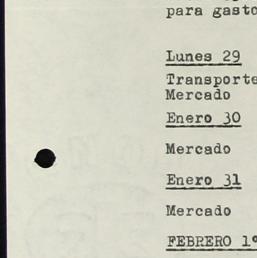 para gasto
Lunes 29
Transporte
Mercado
Enero 30
Mercado
Enero 31
Mercado
FEBRERO 1º